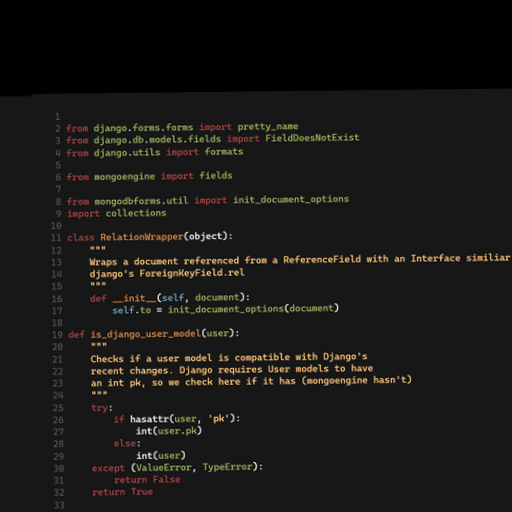 1
2 from django.forms.forms import pretty_name
3 from django.db.models.fields import FieldDoesNotExist
4 from django.utils import formats
5
6 from mongoengine import fields
7
8 from mongodbforms.util import init_document_options
9 import collections
10
11 class RelationWrapper(object):
12     """
13     Wraps a document referenced from a ReferenceField with an Interface similiar
14     django's ForeignKeyField.rel
15     """
16     def __init__(self, document):
17         self.to = init_document_options(document)
18
19 def is_django_user_model(user):
20     """
21     Checks if a user model is compatible with Django's
22     recent changes. Django requires User models to have
23     an int pk, so we check here if it has (mongoengine hasn't)
24     """
25     try:
26         if hasattr(user, 'pk'):
27             int(user.pk)
28         else:
29             int(user)
30     except (ValueError, TypeError):
31         return False
32     return True
33